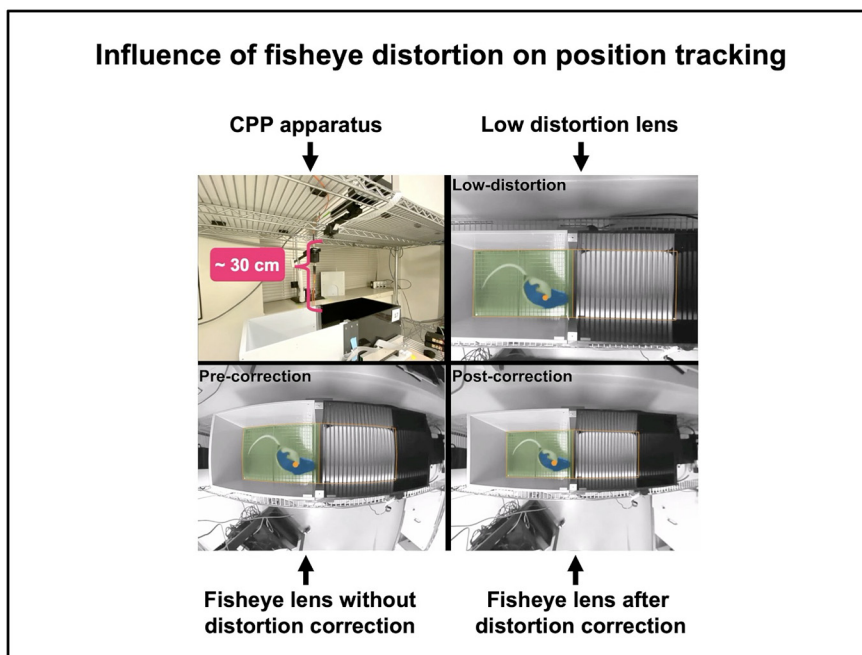 Influence of fisheye distortion on position tracking
CPP apparatus
Low distortion lens
Low-distortion
~ 30 cm
Pre-correction
Post-correction
Fisheye lens without
distortion correction
Fisheye lens after
distortion correction